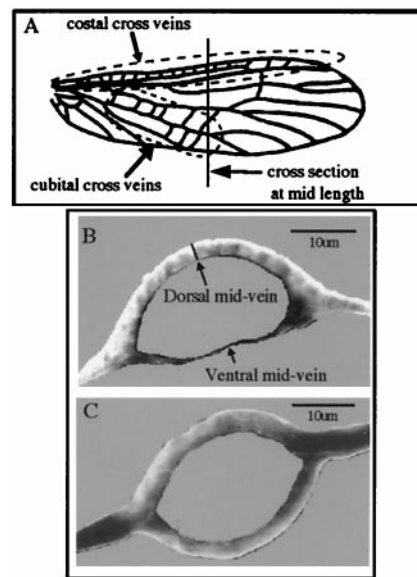 A
costal cross veins
cubital cross veins
cross section
at mid length
B
10um
Dorsal mid-vein
Ventral mid-vein
C
10um